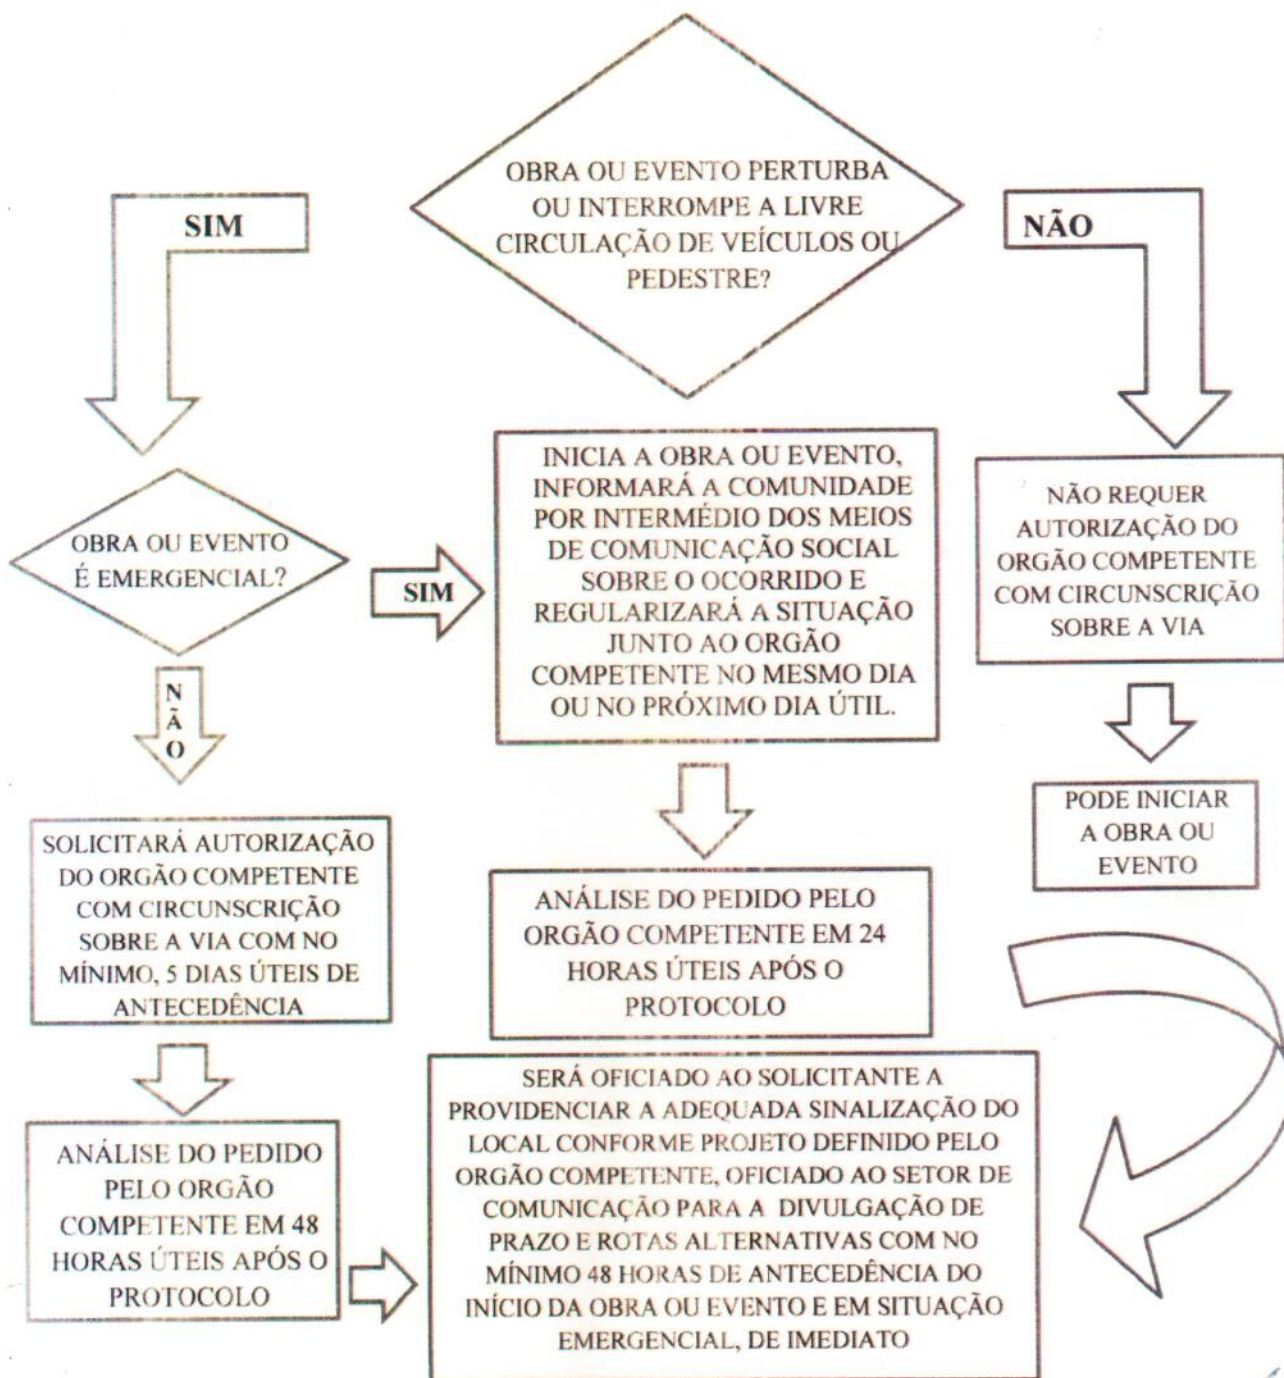 OBRA OU EVENTO PERTURBA
OU INTERROMPE A LIVRE
CIRCULAÇÃO DE VEÍCULOS OU
PEDESTRE?
SIM
NÃO
OBRA OU EVENTO
É EMERGENCIAL?
SIM
INICIA A OBRA OU EVENTO,
INFORMARÁ A COMUNIDADE
POR INTERMÉDIO DOS MEIOS
DE COMUNICAÇÃO SOCIAL
SOBRE O OCORRIDO E
REGULARIZARÁ A SITUAÇÃO
JUNTO AO ORGÃO
COMPETENTE NO MESMO DIA
OU NO PRÓXIMO DIA ÚTIL.
NÃO REQUER
AUTORIZAÇÃO DO
ORGÃO COMPETENTE
COM CIRCUNSCRIÇÃO
SOBRE A VIA
N
Ã
O
PODE INICIAR
A OBRA OU
EVENTO
SOLICITARÁ AUTORIZAÇÃO
DO ORGÃO COMPETENTE
COM CIRCUNSCRIÇÃO
SOBRE A VIA COM NO
MÍNIMO, 5 DIAS ÚTEIS DE
ANTECEDÊNCIA
ANÁLISE DO PEDIDO PELO
ORGÃO COMPETENTE EM 24
HORAS ÚTEIS APÓS O
PROTOCOLO
ANÁLISE DO PEDIDO
PELO ORGÃO
COMPETENTE EM 48
HORAS ÚTEIS APÓS O
PROTOCOLO
SERÁ OFICIADO AO SOLICITANTE A
PROVIDENCIAR A ADEQUADA SINALIZAÇÃO DO
LOCAL CONFORME PROJETO DEFINIDO PELO
ORGÃO COMPETENTE, OFICIADO AO SETOR DE
COMUNICAÇÃO PARA A DIVULGAÇÃO DE
PRAZO E ROTAS ALTERNATIVAS COM NO
MÍNIMO 48 HORAS DE ANTECEDÊNCIA DO
INÍCIO DA OBRA OU EVENTO E EM SITUAÇÃO
EMERGENCIAL, DE IMEDIATO